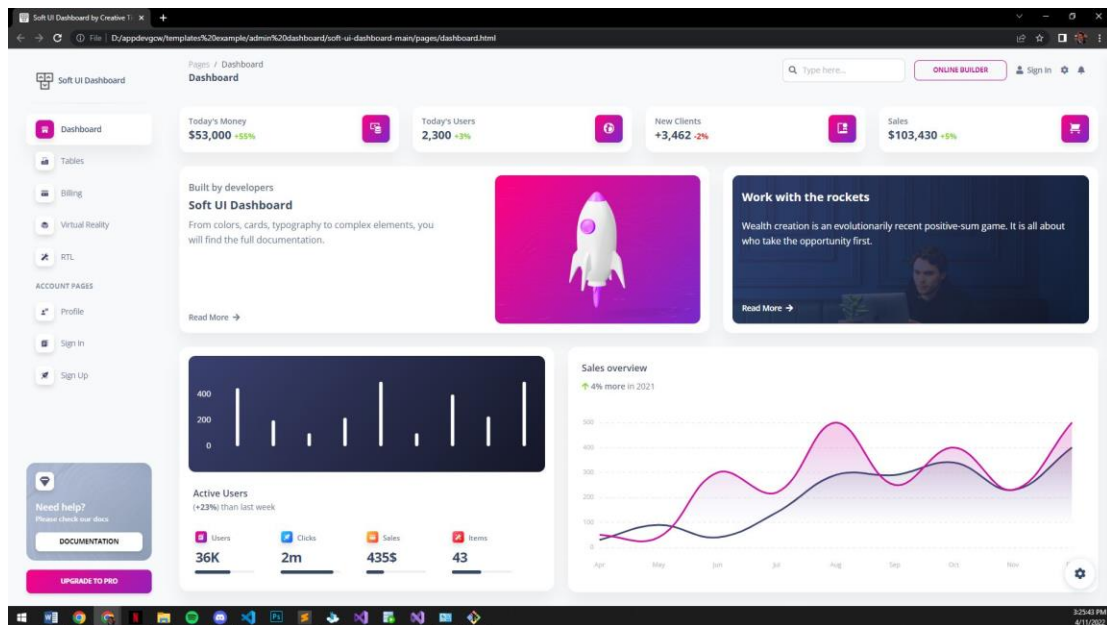 Soft UI Dashboard by Creative Ti
File | D:/appdevgcw/templates%20example/admin%20dashboard/soft-ui-dashboard-main/pages/dashboard.html
Soft UI Dashboard
Pages / Dashboard
Dashboard
Type here...
ONLINE BUILDER
Sign In
Dashboard
Tables
Billing
Virtual Reality
RTL
ACCOUNT PAGES
Profile
Sign In
Sign Up
Need help?
Please check our docs
DOCUMENTATION
UPGRADE TO PRO
Today's Money
$53,000 +55%
Today's Users
2,300 +3%
New Clients
+3,462 -2%
Sales
$103,430 +5%
Built by developers
Soft UI Dashboard
From colors, cards, typography to complex elements, you
will find the full documentation.
Read More
Work with the rockets
Wealth creation is an evolutionarily recent positive-sum game. It is all about
who take the opportunity first.
Read More
400
200
0
Active Users
(+23%) than last week
Users
36K
Clicks
2m
Sales
435$
Items
43
Sales overview
4% more in 2021
500
400
300
200
100
0
Apr May Jun Jul Aug Sep Oct Nov
3:25:43 PM
4/11/2022